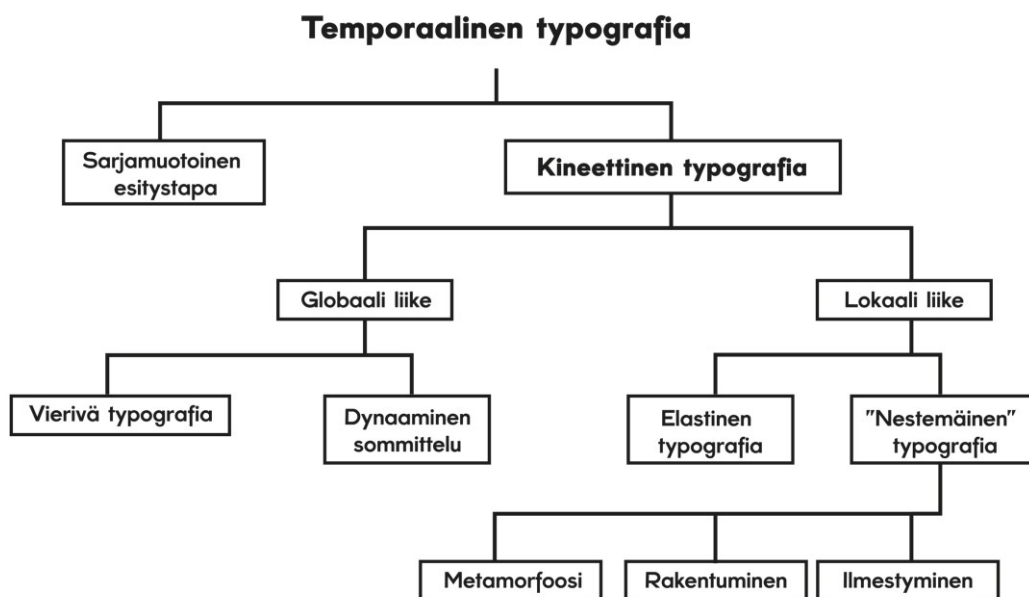 Temporaalinen typografia
Sarjamuotoinen
esitystapa
Kineettinen typografia
Globaali liike
Lokaali liike
Vierivä typografia
Dynaaminen
sommittelu
Elastinen
typografia
”Nestemäinen”
typografia
Metamorfoosi
Rakentuminen
Ilmestyminen